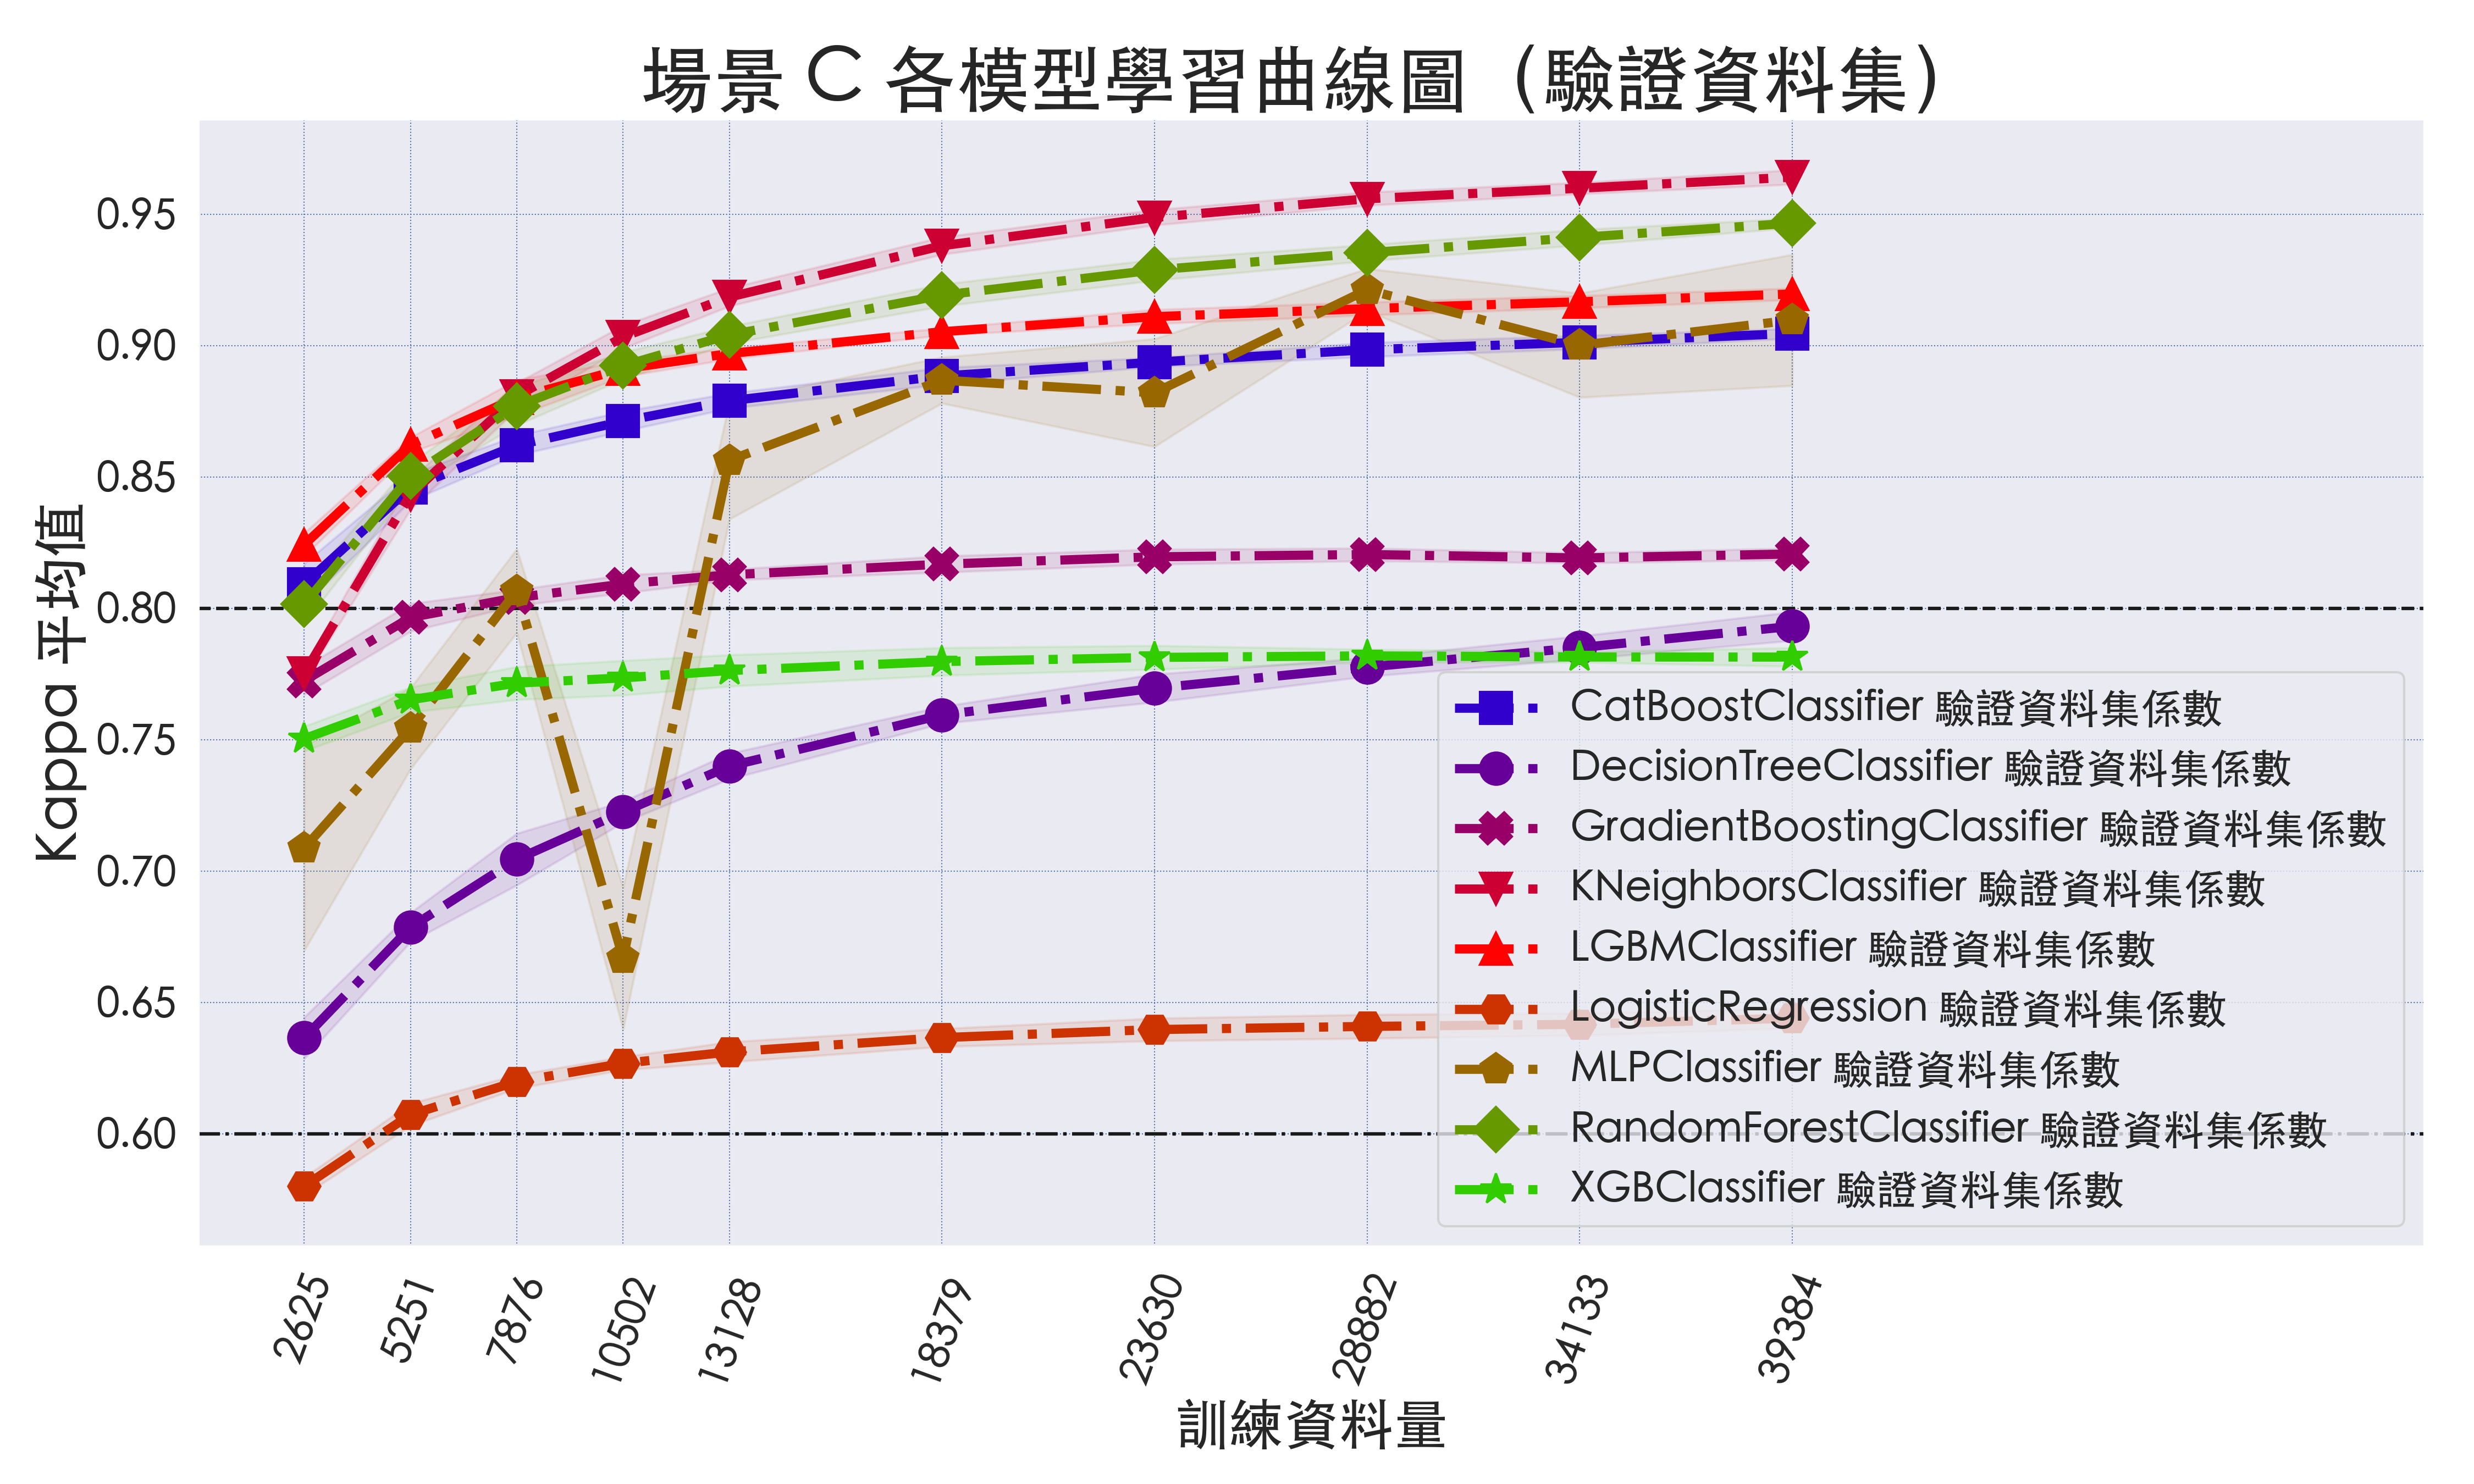 場景 C 各模型學習曲線圖（驗證資料集）
Kappa 平均值
0.95
0.90
0.85
0.80
0.75
0.70
0.65
0.60
CatBoostClassifier 驗證資料集係數
DecisionTreeClassifier 驗證資料集係數
GradientBoostingClassifier 驗證資料集係數
KNeighborsClassifier 驗證資料集係數
LGBMClassifier 驗證資料集係數
LogisticRegression 驗證資料集係數
MLPClassifier 驗證資料集係數
RandomForestClassifier 驗證資料集係數
XGBClassifier 驗證資料集係數
2625
5251
7876
10502
13128
18379
23630
28882
34133
39384
訓練資料量